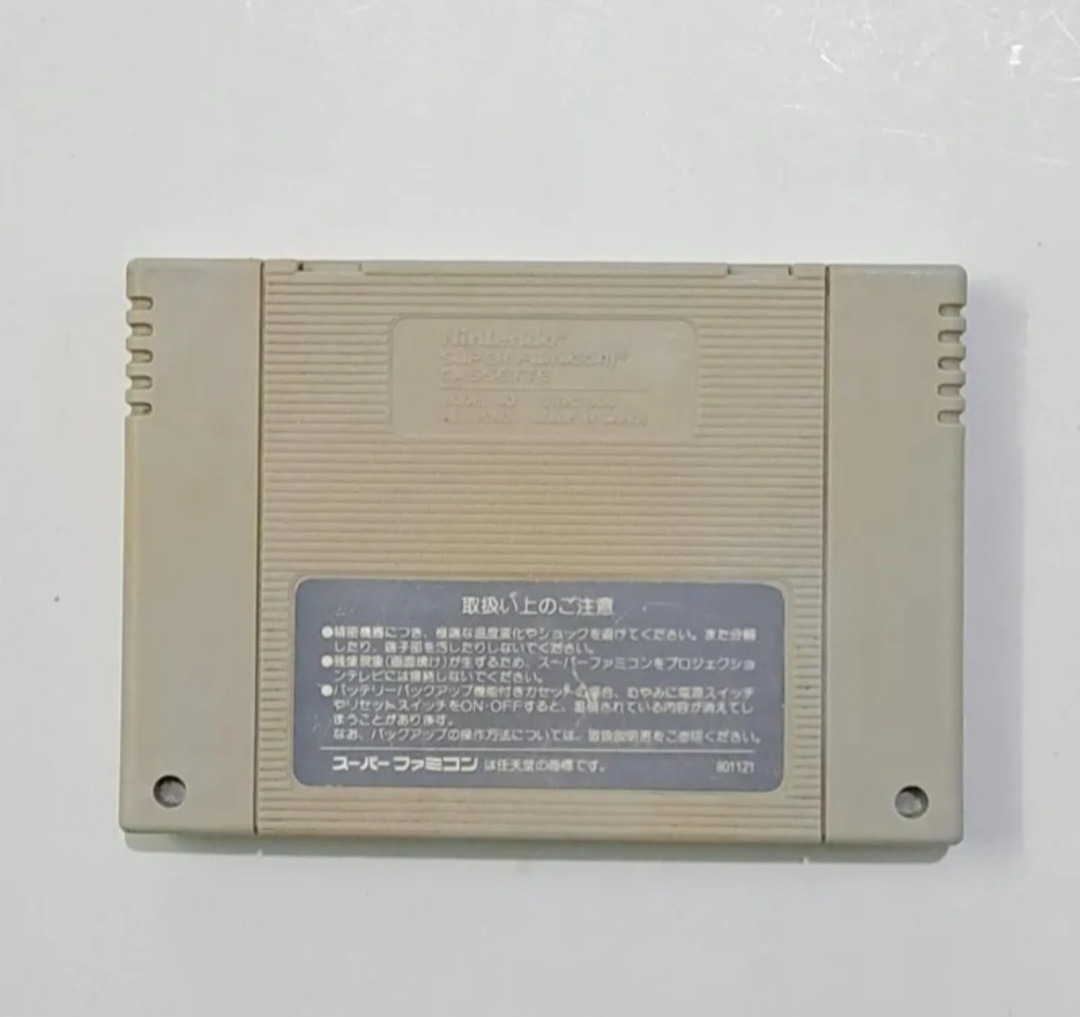 Nintendo®
SUPER FAMICOM®
CASSETTE
取扱い上のご注意
●精密機器につき、極端な温度変化やショックを避けてください。また分解
したり、端子部を汚したりしないでください。
●残像現象(画面焼け)が生ずるため、スーパーファミコンをプロジェクショ
ンテレビには接続しないでください。
●バッテリーバックアップ機能付きカセットの場合、むやみに電源スイッチ
やリセットスイッチをON・OFFすると、蓄積されている内容が消えてし
まうことがあります。
なお、バックアップの操作方法については、取扱説明書をご参照ください。
スーパーファミコン は任天堂の商標です。 901121